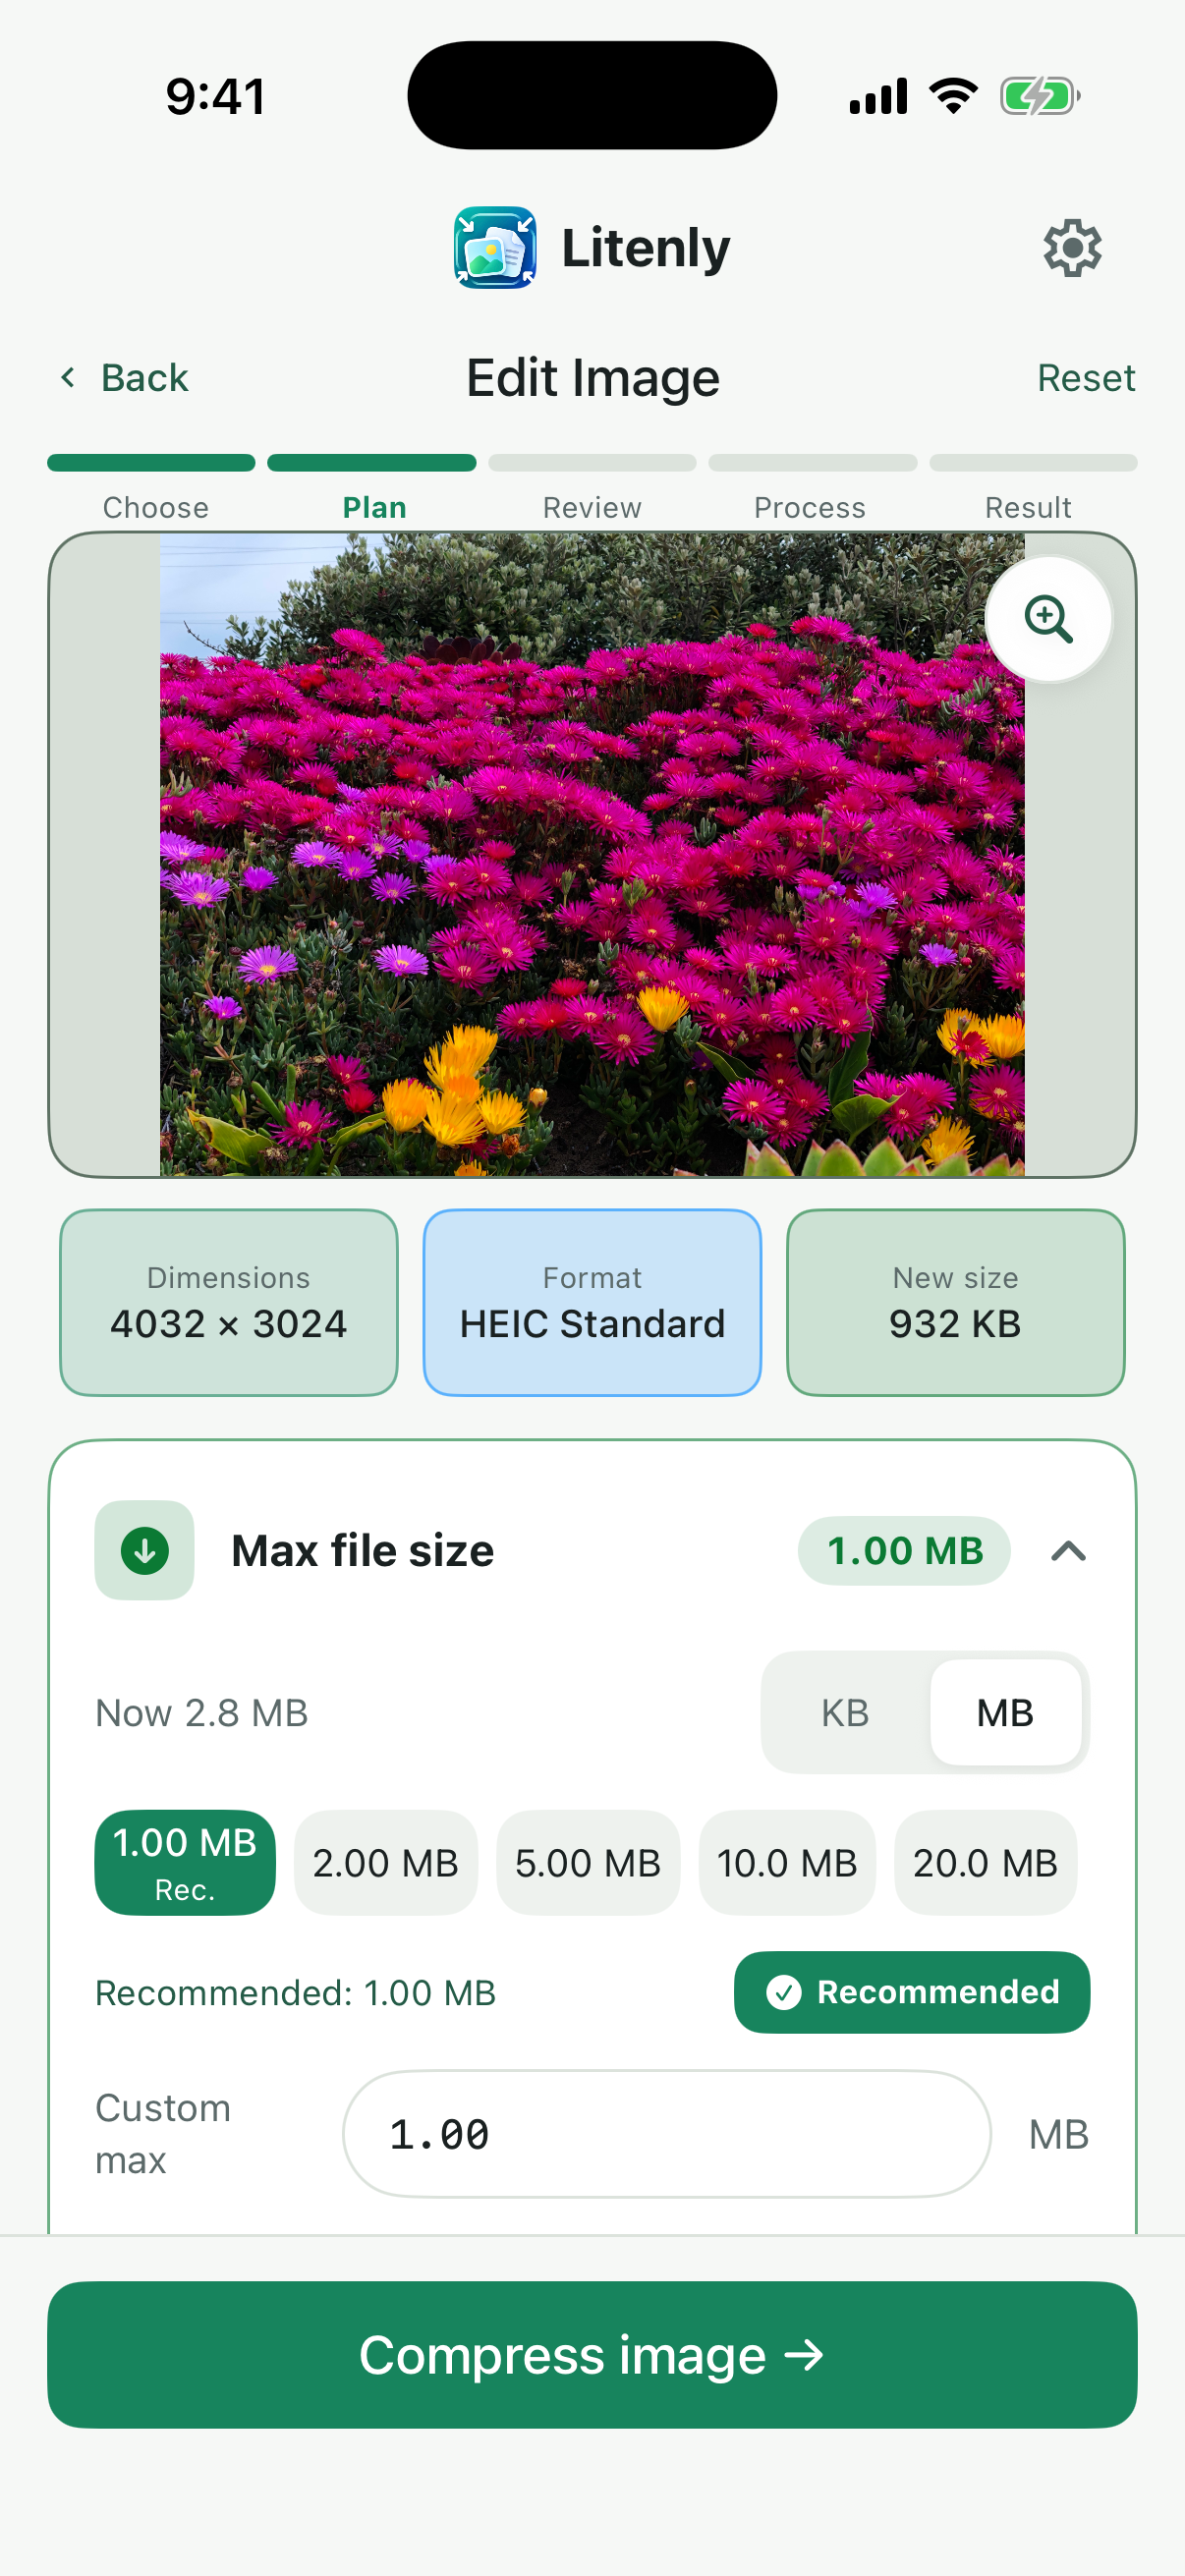 9:41
Litenly
Back
Edit Image
Reset
Choose
Plan
Review
Process
Result
Dimensions
4032 × 3024
Format
HEIC Standard
New size
932 KB
Max file size
1.00 MB
Now 2.8 MB
KB
MB
1.00 MB
Rec.
2.00 MB
5.00 MB
10.0 MB
20.0 MB
Recommended: 1.00 MB
Recommended
Custom
max
1.00
MB
Compress image →